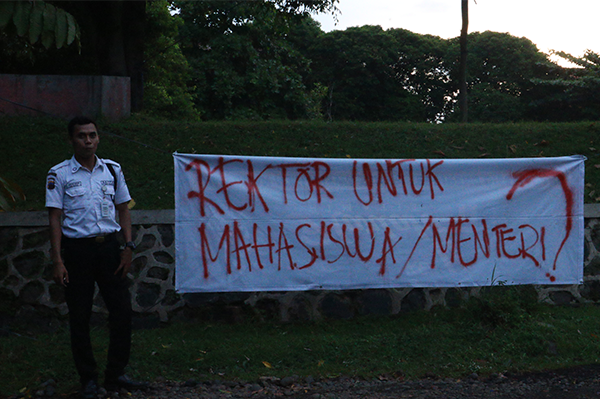 REKTOR UNTUK
MAHASISWA/MENTERI?